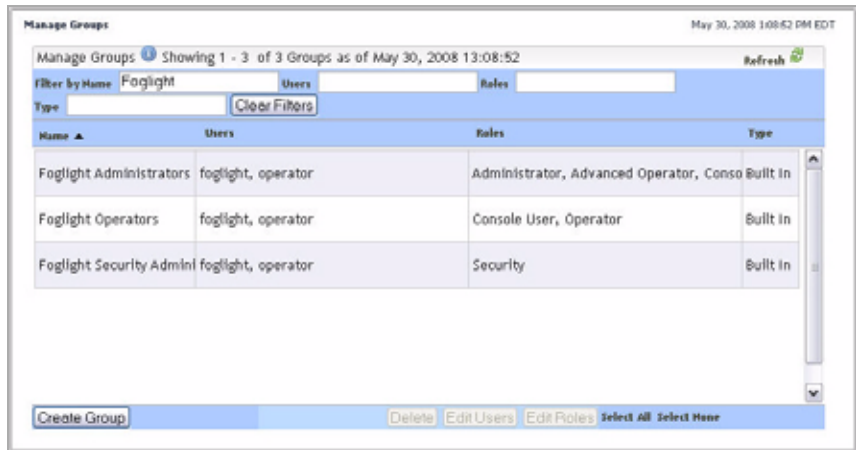 Manage Groups May 30, 2008 1:08:52 PM EDT
Manage Groups Showing 1 - 3 of 3 Groups as of May 30, 2008 13:08:52 Refresh
Filter by Name Foglight Users Roles
Type Clear Filters
Name ▲ Users Roles Type
Foglight Administrators foglight, operator Administrator, Advanced Operator, Conso Built In
Foglight Operators foglight, operator Console User, Operator Built In
Foglight Security Admini foglight, operator Security Built In
Create Group Delete Edit Users Edit Roles Select All Select None